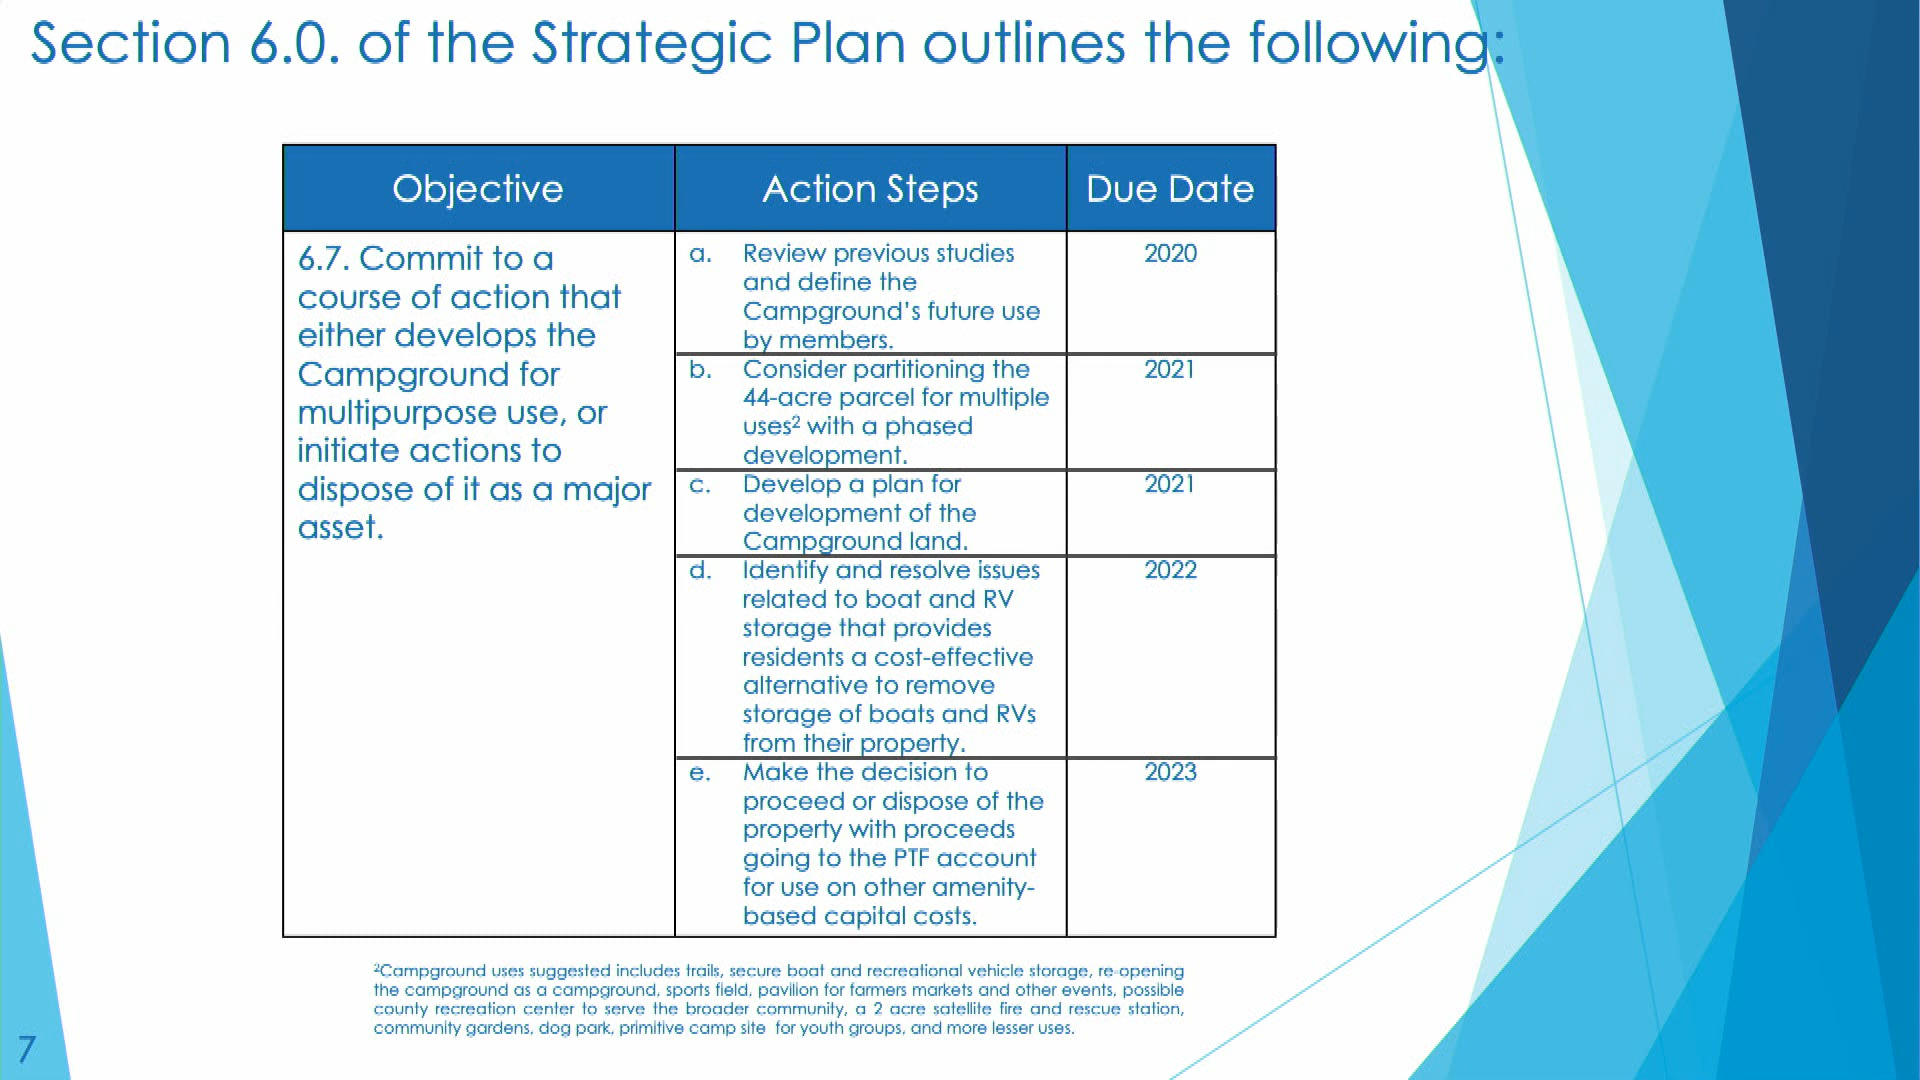 Section 6.0. of the Strategic Plan outlines the following:
Objective
Action Steps
Due Date
6.7. Commit to a
course of action that
either develops the
Campground for
multipurpose use, or
initiate actions to
dispose of it as a major
asset.
a. Review previous studies
and define the
Campground’s future use
by members.
2020
b. Consider partitioning the
44-acre parcel for multiple
uses² with a phased
development.
2021
c. Develop a plan for
development of the
Campground land.
2021
d. Identify and resolve issues
related to boat and RV
storage that provides
residents a cost-effective
alternative to remove
storage of boats and RVs
from their property.
2022
e. Make the decision to
proceed or dispose of the
property with proceeds
going to the PTF account
for use on other amenity-
based capital costs.
2023
²Campground uses suggested includes trails, secure boat and recreational vehicle storage, re-opening
the campground as a campground, sports field, pavilion for farmers markets and other events, possible
county recreation center to serve the broader community, a 2 acre satellite fire and rescue station,
community gardens, dog park, primitive camp site for youth groups, and more lesser uses.
7